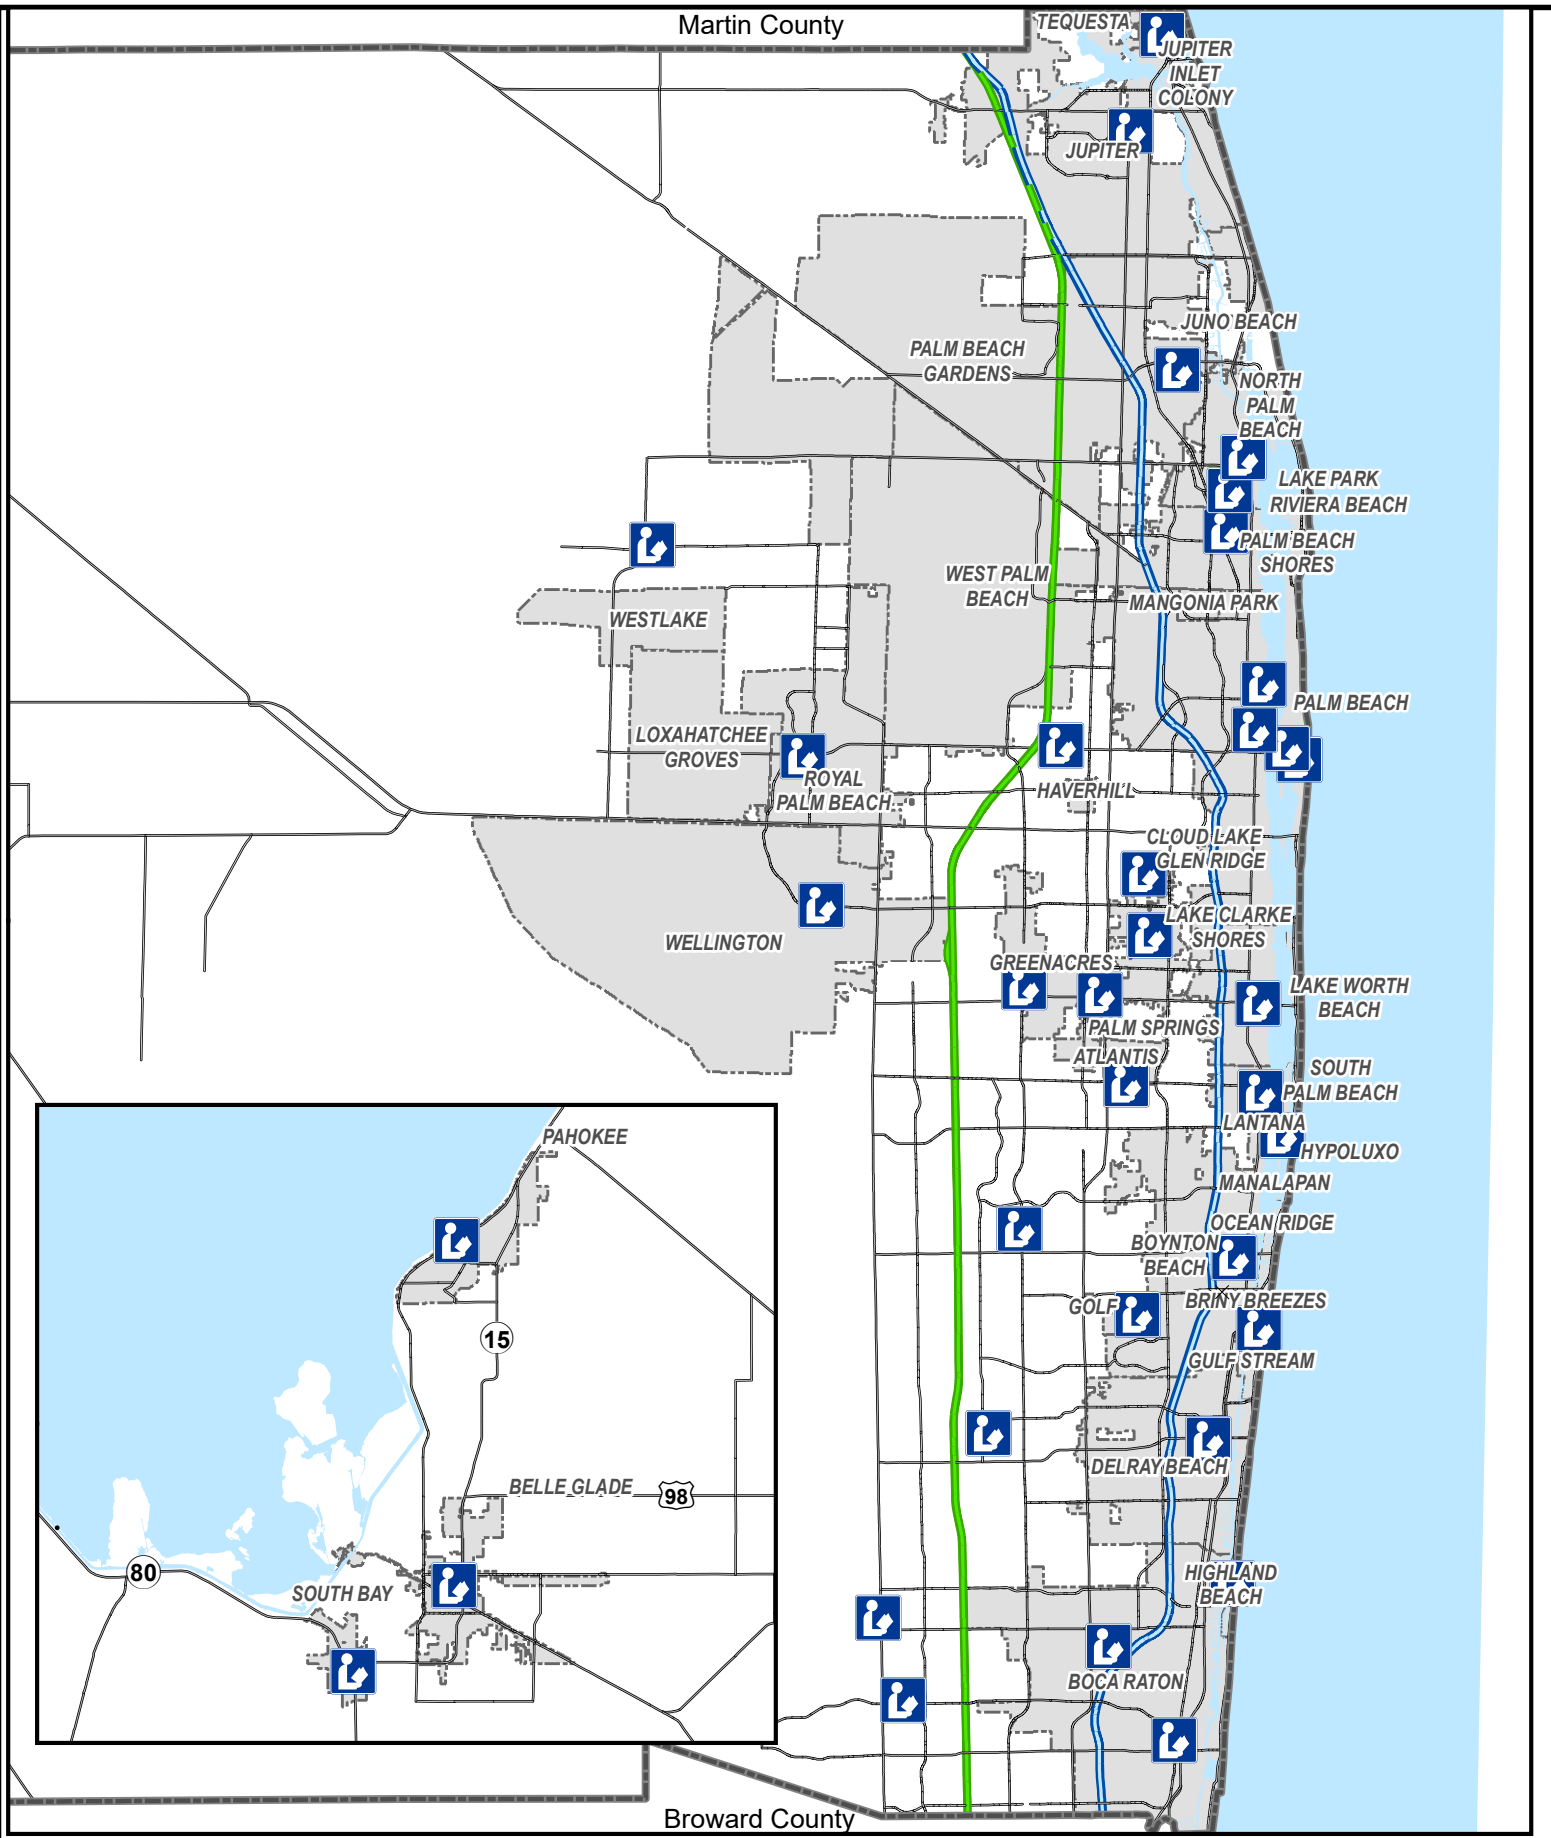 Martin County
TEQUESTA
JUPITER
INLET
COLONY
JUPITER
JUNO BEACH
PALM BEACH
GARDENS
NORTH
PALM
BEACH
LAKE PARK
RIVIERA BEACH
PALM BEACH
SHORES
WEST PALM
BEACH
MANGONIA PARK
WESTLAKE
PALM BEACH
LOXAHATCHEE
GROVES
ROYAL
PALM BEACH
HAVERHILL
CLOUD LAKE
GLEN RIDGE
LAKE CLARKE
SHORES
WELLINGTON
GREENACRES
LAKE WORTH
BEACH
PALM SPRINGS
ATLANTIS
SOUTH
PALM BEACH
LANTANA
HYPOLUXO
MANALAPAN
OCEAN RIDGE
BOYNTON
BEACH
GOLF
BRINY BREEZES
GULF STREAM
DELRAY BEACH
HIGHLAND
BEACH
BOCA RATON
PAHOKEE
15
BELLE GLADE
98
80
SOUTH BAY
Broward County